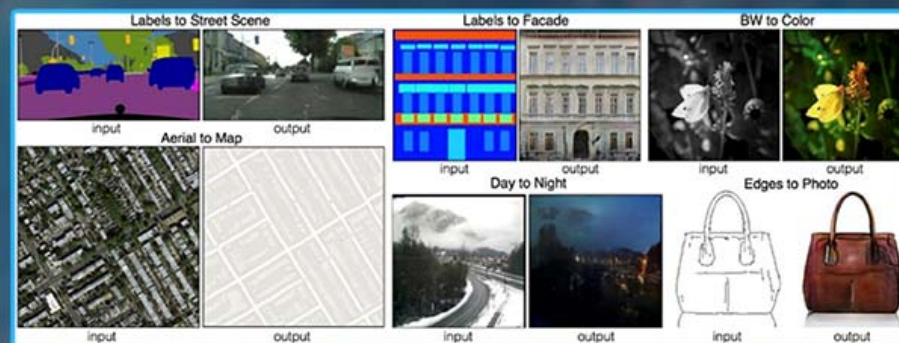 Labels to Street Scene
input
output
Aerial to Map
input
output
Labels to Facade
input
output
BW to Color
input
output
Day to Night
input
output
Edges to Photo
input
output